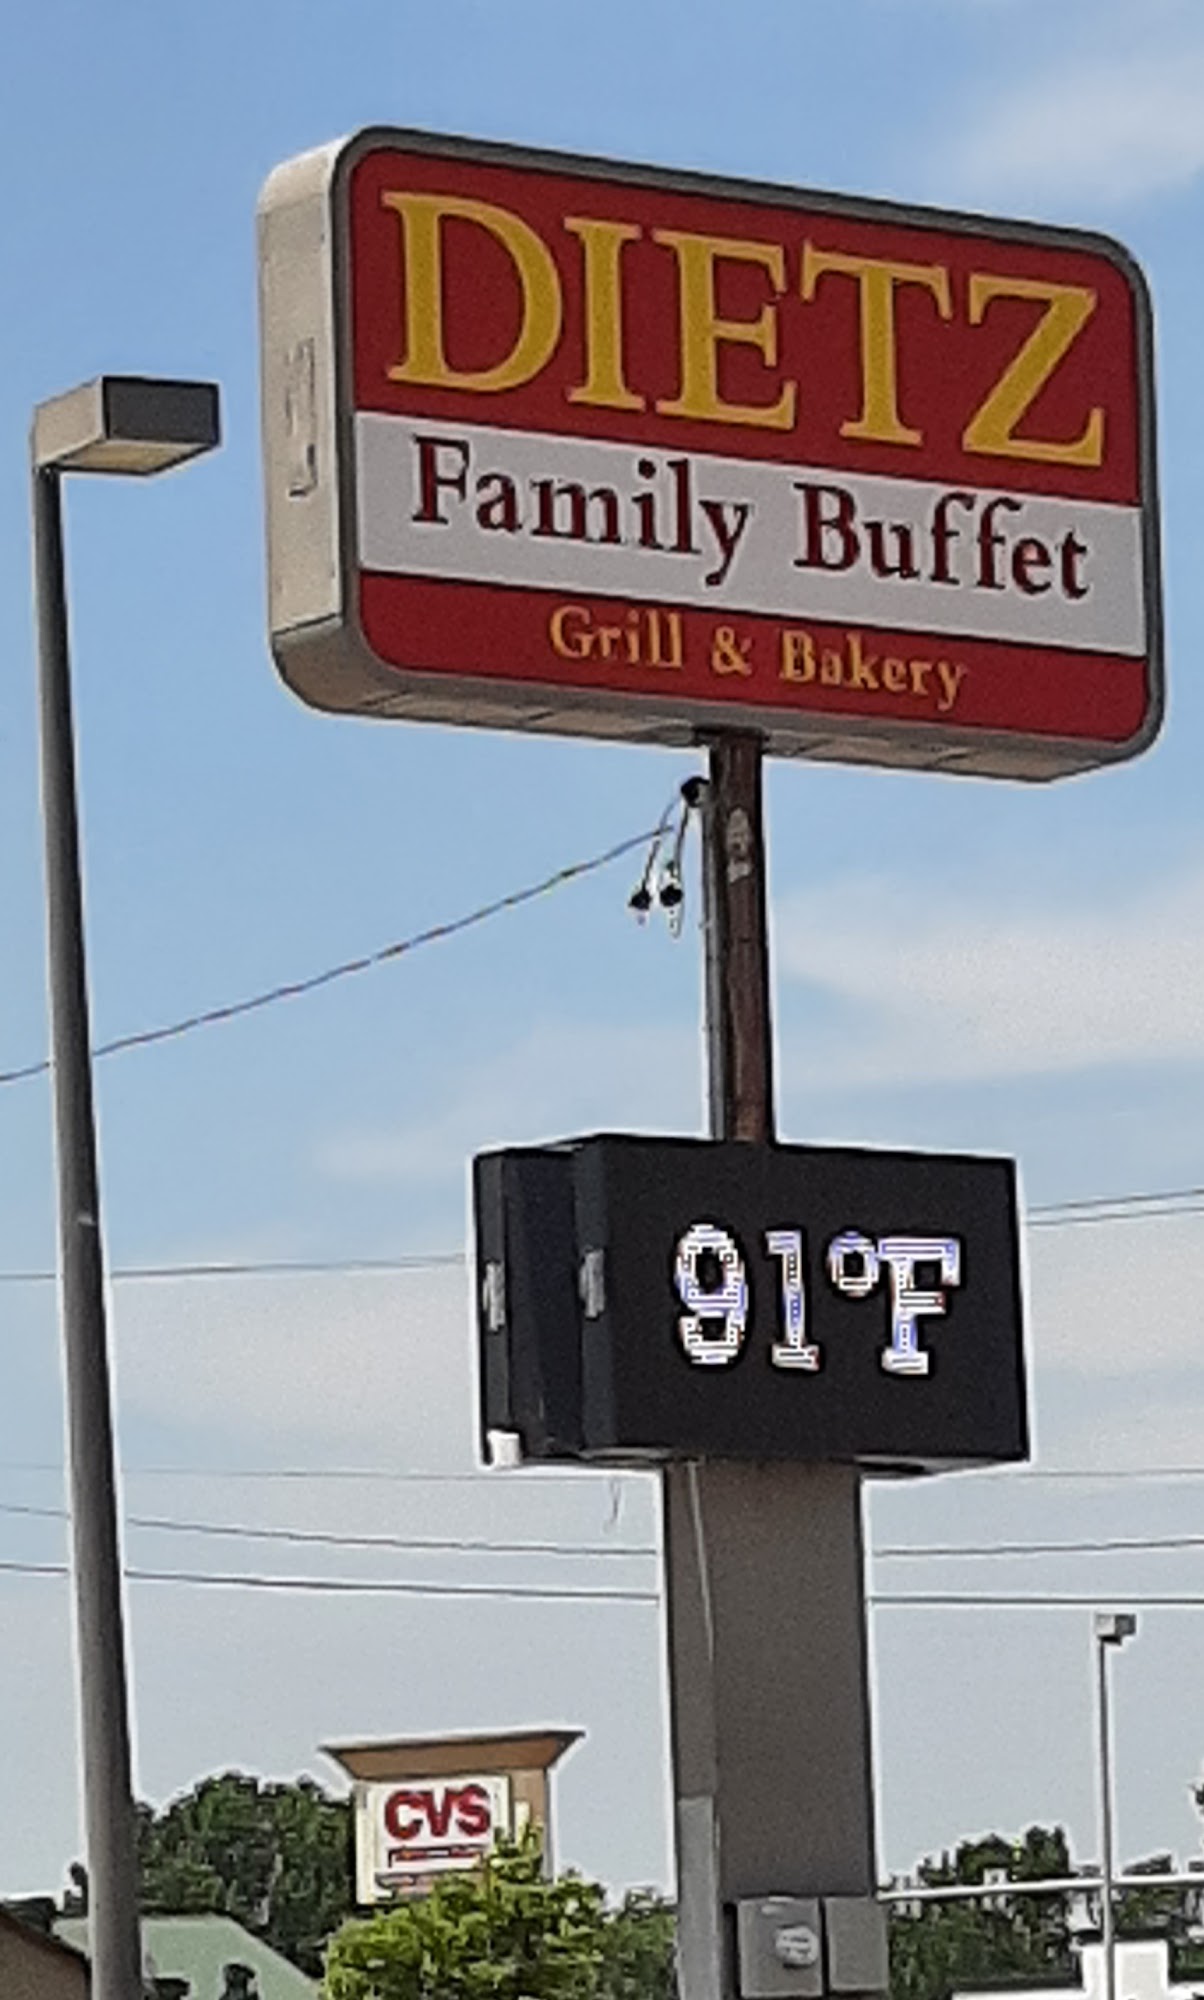 DIETZ
Family Buffet
Grill & Bakery
91°F
CVS